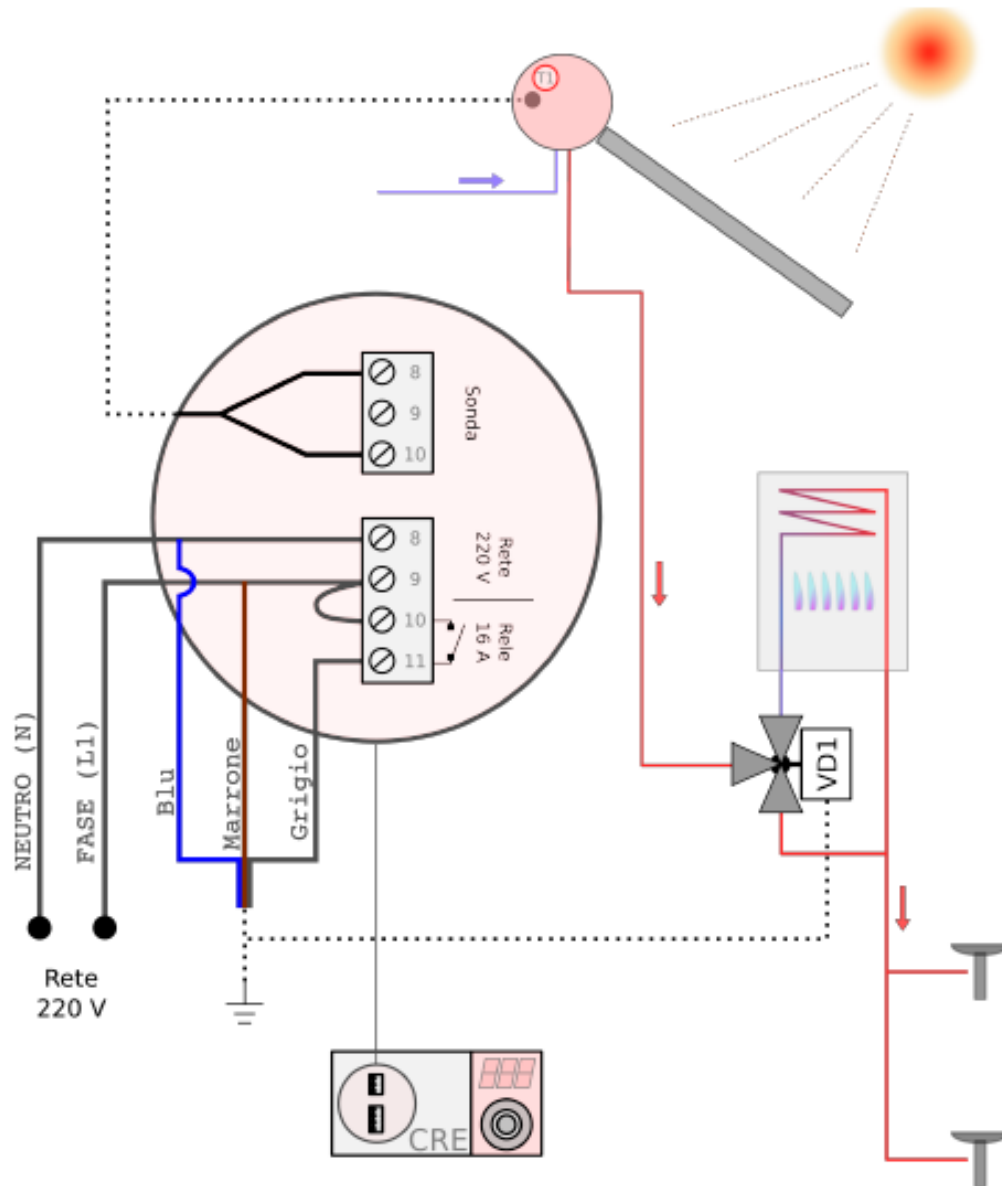 T1
8
9
10
Sonda
8
9
10
11
Rete
220 V
Rele
16 A
NEUTRO (N)
FASE (L1)
Blu
Marrone
Grigio
VD1
Rete
220 V
CRE